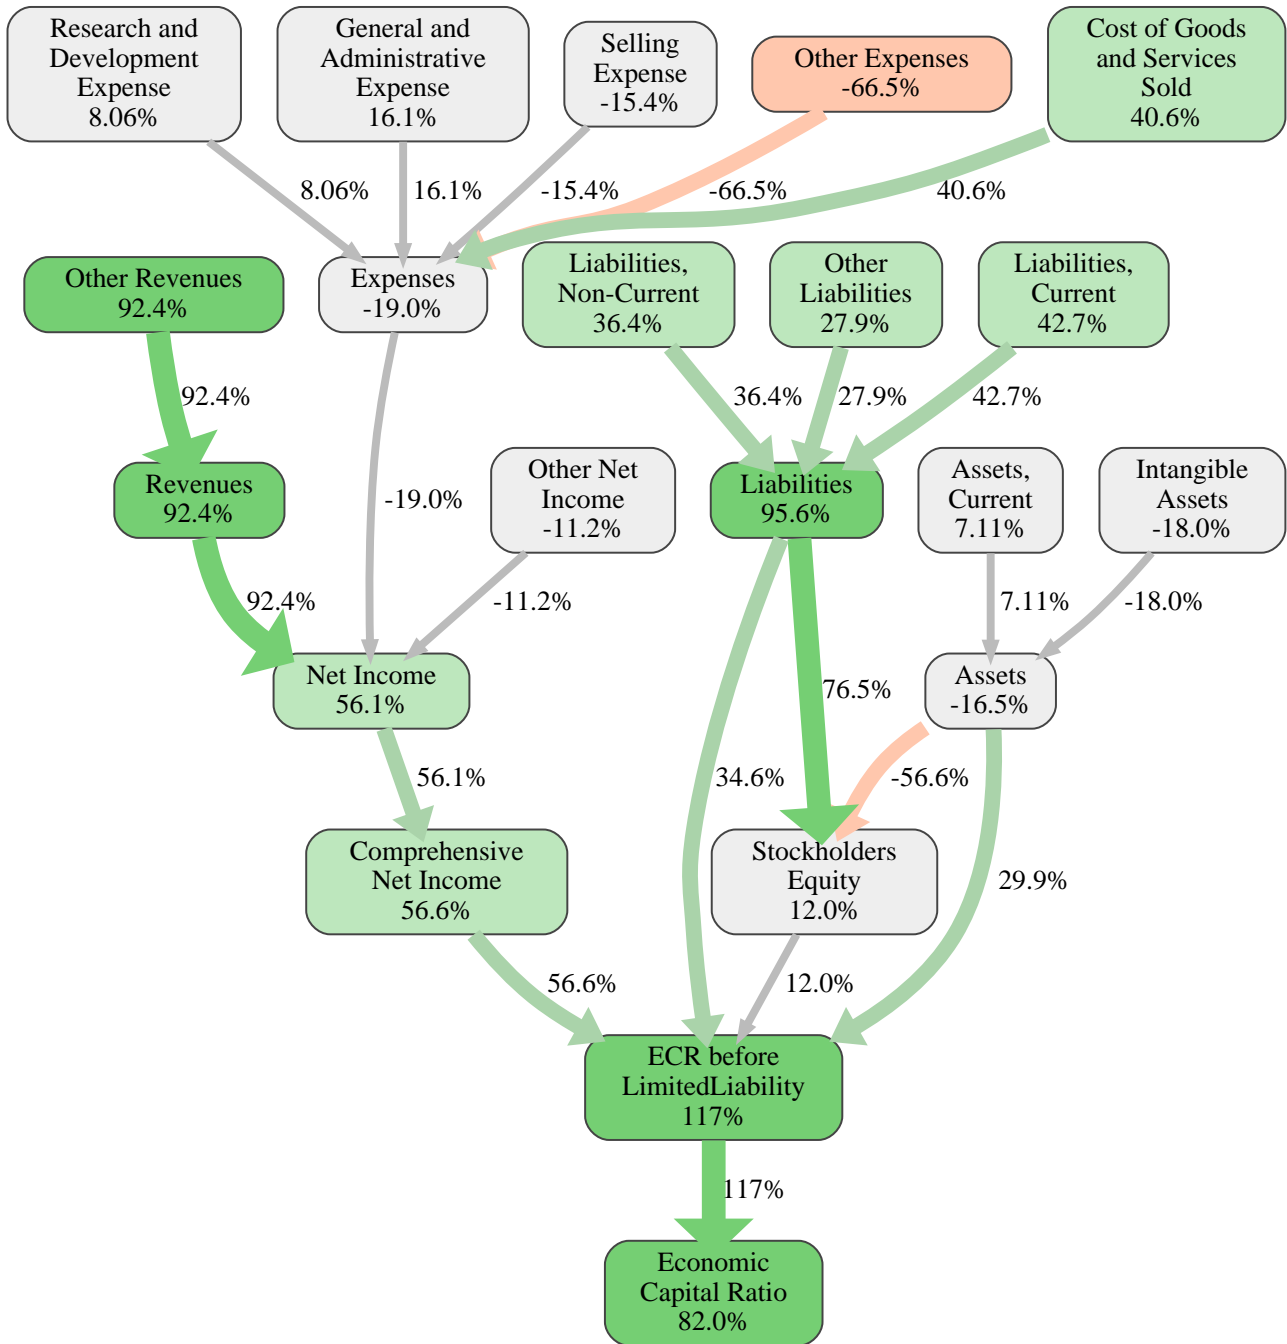 Research and
Development
Expense
8.06%
General and
Administrative
Expense
16.1%
Selling
Expense
-15.4%
Other Expenses
-66.5%
Cost of Goods
and Services
Sold
40.6%
8.06%
16.1%
-15.4%
-66.5%
40.6%
Other Revenues
92.4%
Expenses
-19.0%
Liabilities,
Non-Current
36.4%
Other
Liabilities
27.9%
Liabilities,
Current
42.7%
92.4%
36.4%
27.9%
42.7%
Revenues
92.4%
-19.0%
Other Net
Income
-11.2%
Liabilities
95.6%
Assets,
Current
7.11%
Intangible
Assets
-18.0%
92.4%
-11.2%
7.11%
-18.0%
Net Income
56.1%
76.5%
Assets
-16.5%
56.1%
34.6%
-56.6%
Comprehensive
Net Income
56.6%
Stockholders
Equity
12.0%
29.9%
56.6%
12.0%
ECR before
LimitedLiability
117%
117%
Economic
Capital Ratio
82.0%